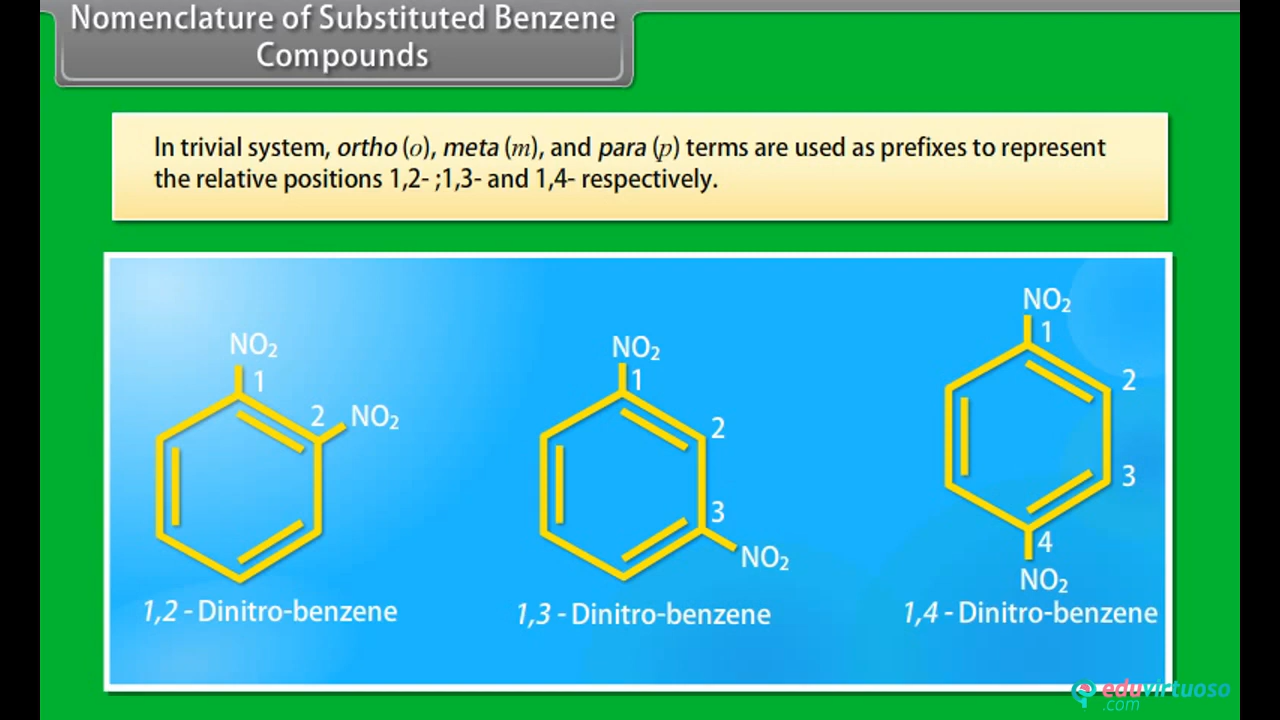 Nomenclature of Substituted Benzene
Compounds
In trivial system, ortho (o), meta (m), and para (p) terms are used as prefixes to represent
the relative positions 1,2- ;1,3- and 1,4- respectively.
NO₂
1
2 NO₂
1,2 - Dinitro-benzene
NO₂
1
2
3
NO₂
1,3 - Dinitro-benzene
NO₂
1
2
3
4
NO₂
1,4 - Dinitro-benzene
eduvirtuoso
.com